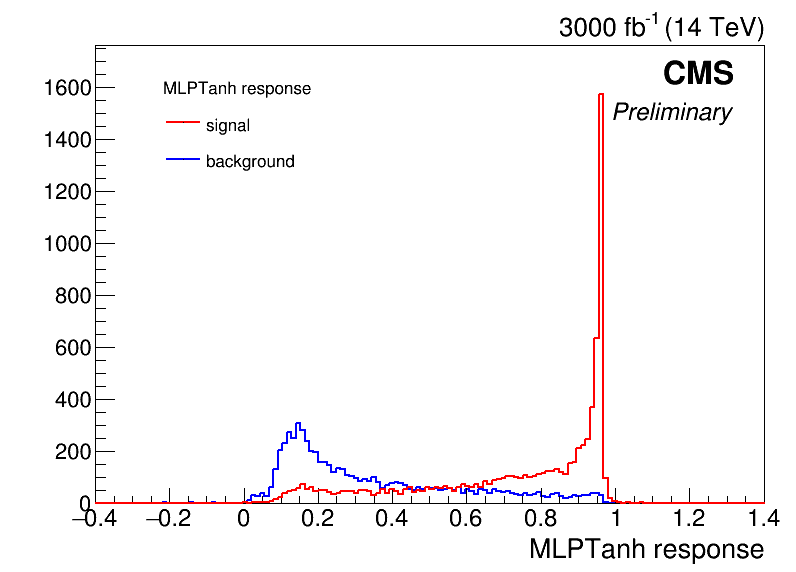 3000 fb-1 (14 TeV)
CMS
Preliminary
MLPTanh response
signal
background
1600
1400
1200
1000
800
600
400
200
0
−0.4 −0.2 0 0.2 0.4 0.6 0.8 1 1.2 1.4
MLPTanh response